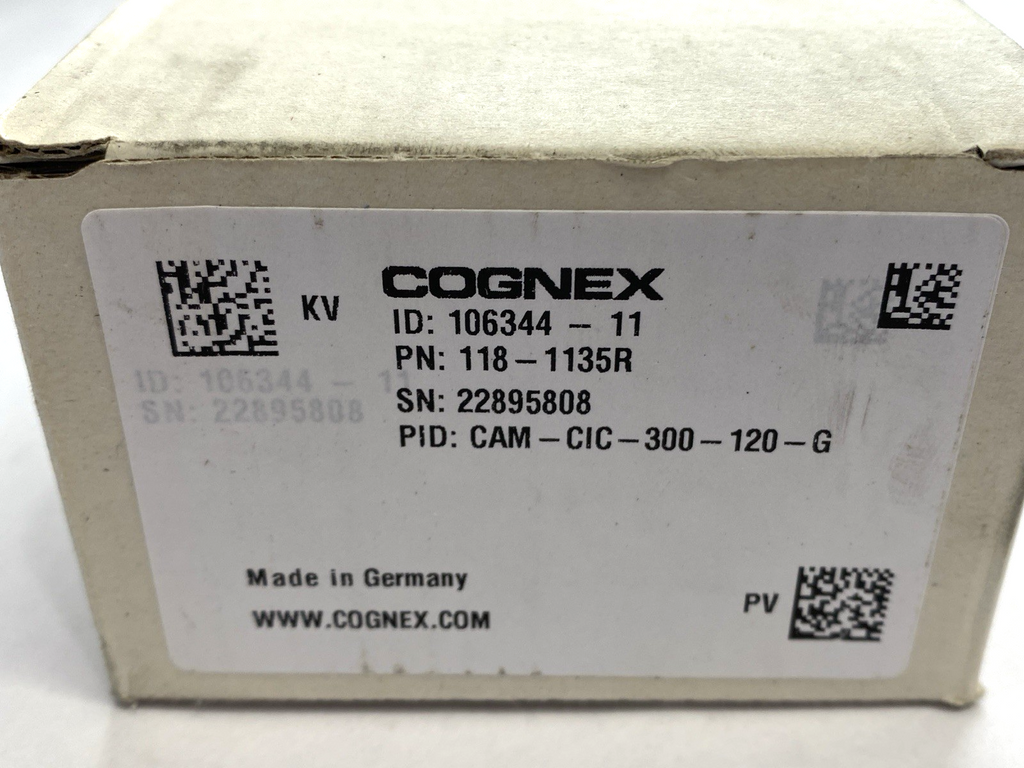 COGNEX
KV
ID: 106344 - 11
PN: 118-1135R
SN: 22895808
PID: CAM-CIC-300-120-G
ID: 106344 - 11
SN: 22895808
Made in Germany
WWW.COGNEX.COM
PV